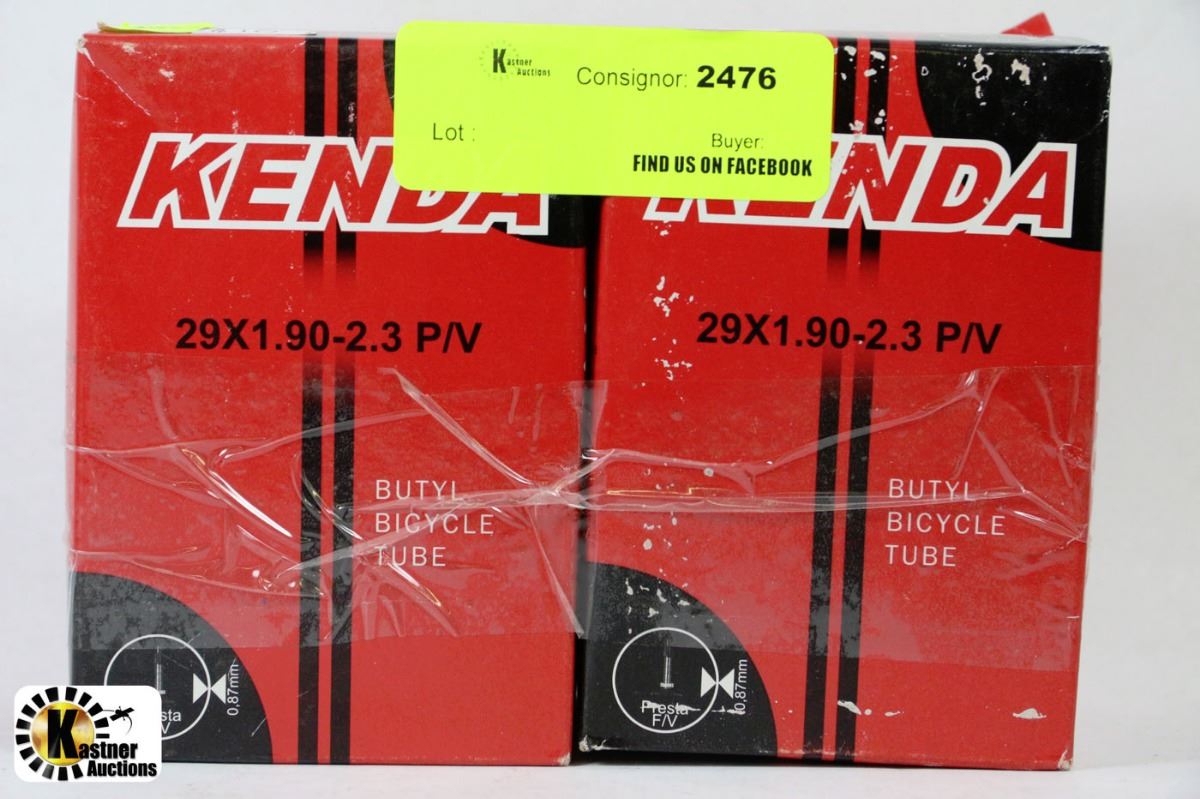 Kastner
Auctions
Consignor: 2476
Lot :
Buyer:
FIND US ON FACEBOOK
KENDA
29X1.90-2.3 P/V
BUTYL
BICYCLE
TUBE
0,87mm
KENDA
29X1.90-2.3 P/V
BUTYL
BICYCLE
TUBE
Presta
F/V
0,87mm
Kastner
Auctions